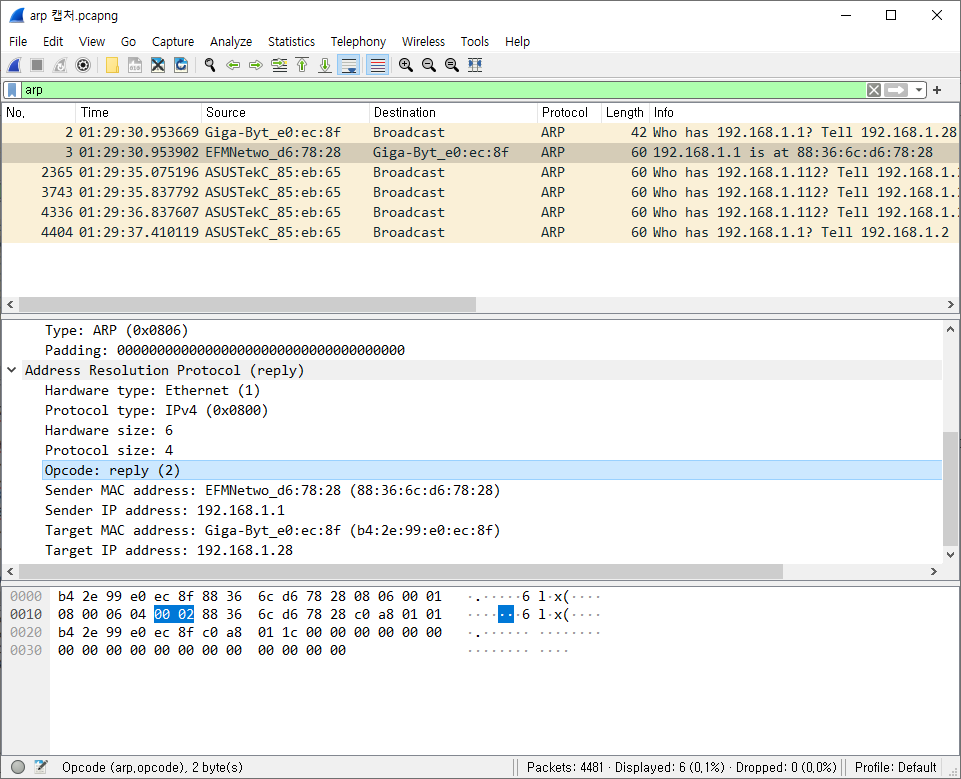 arp 캡처.pcapng
File Edit View Go Capture Analyze Statistics Telephony Wireless Tools Help
arp
No. Time Source Destination Protocol Length Info
2 01:29:30.953669 Giga-Byt_e0:ec:8f Broadcast ARP 42 Who has 192.168.1.1? Tell 192.168.1.28
3 01:29:30.953902 EFMNetwo_d6:78:28 Giga-Byt_e0:ec:8f ARP 60 192.168.1.1 is at 88:36:6c:d6:78:28
2365 01:29:35.075196 ASUSTekC_85:eb:65 Broadcast ARP 60 Who has 192.168.1.112? Tell 192.168.1.
3743 01:29:35.837792 ASUSTekC_85:eb:65 Broadcast ARP 60 Who has 192.168.1.112? Tell 192.168.1.
4336 01:29:36.837607 ASUSTekC_85:eb:65 Broadcast ARP 60 Who has 192.168.1.112? Tell 192.168.1.
4404 01:29:37.410119 ASUSTekC_85:eb:65 Broadcast ARP 60 Who has 192.168.1.1? Tell 192.168.1.2
Type: ARP (0x0806)
Padding: 000000000000000000000000000000000000
Address Resolution Protocol (reply)
Hardware type: Ethernet (1)
Protocol type: IPv4 (0x0800)
Hardware size: 6
Protocol size: 4
Opcode: reply (2)
Sender MAC address: EFMNetwo_d6:78:28 (88:36:6c:d6:78:28)
Sender IP address: 192.168.1.1
Target MAC address: Giga-Byt_e0:ec:8f (b4:2e:99:e0:ec:8f)
Target IP address: 192.168.1.28
0000 b4 2e 99 e0 ec 8f 88 36 6c d6 78 28 08 06 00 01 ·.·····6 l·x(····
0010 08 00 06 04 00 02 88 36 6c d6 78 28 c0 a8 01 01 ·······6 l·x(····
0020 b4 2e 99 e0 ec 8f c0 a8 01 1c 00 00 00 00 00 00 ·.······ ········
0030 00 00 00 00 00 00 00 00 00 00 00 00 ········ ····
Opcode (arp,opcode), 2 byte(s) Packets: 4481 · Displayed: 6 (0,1%) · Dropped: 0 (0,0%) Profile: Default